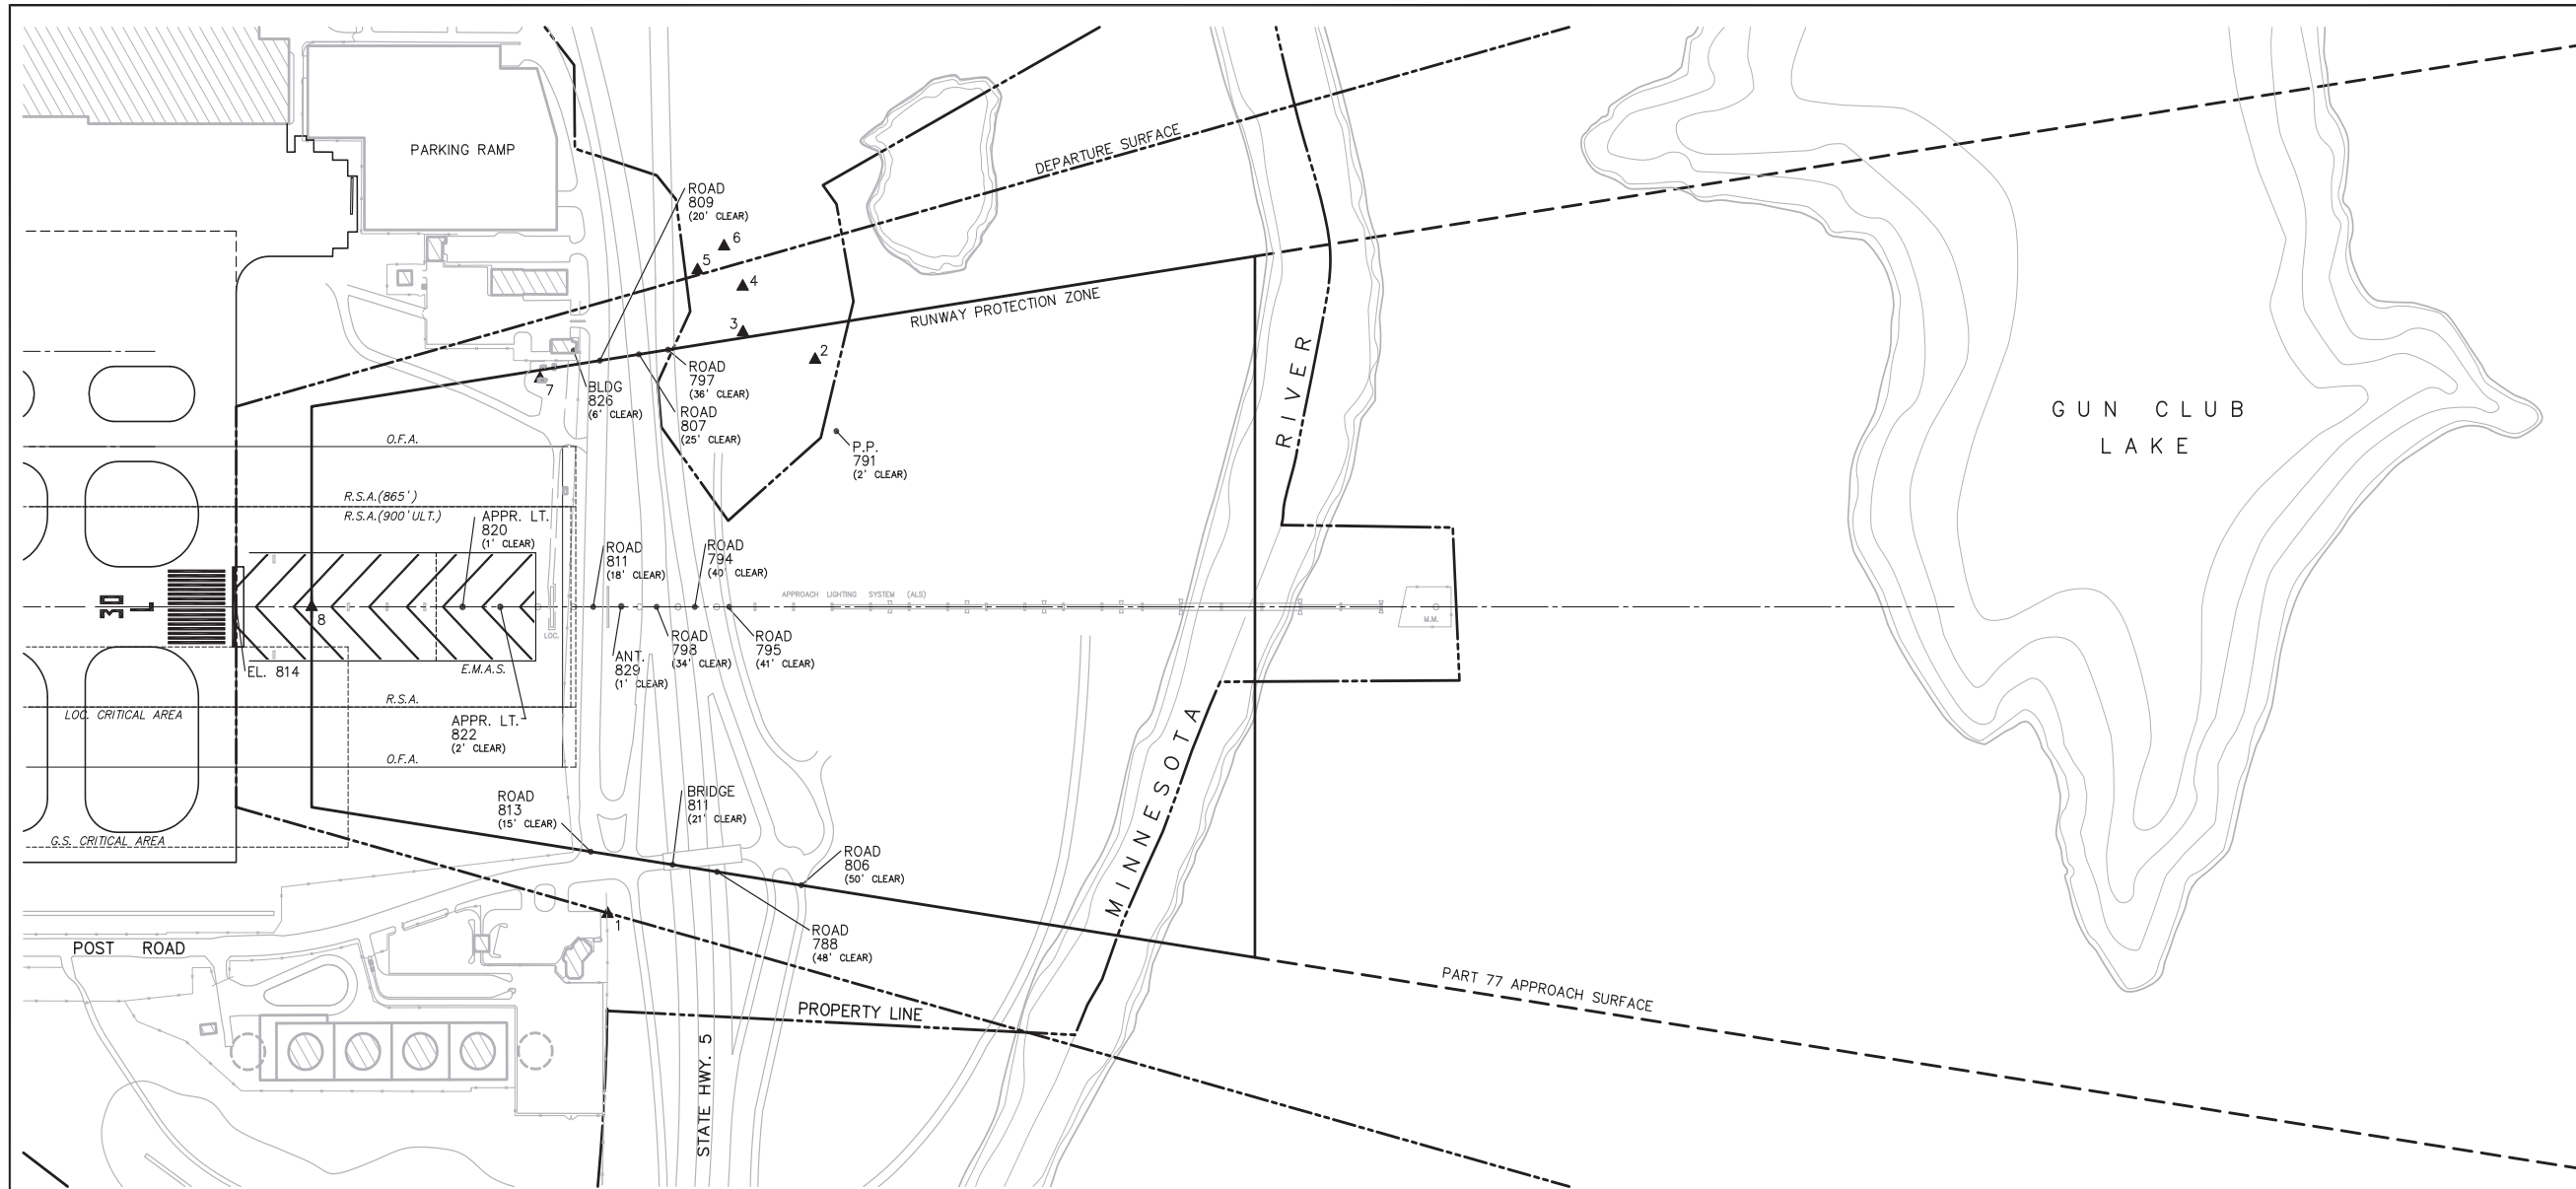 PARKING RAMP
ROAD
809
(20' CLEAR)
DEPARTURE SURFACE
6
5
4
3
2
RUNWAY PROTECTION ZONE
7
BLDG
826
(6' CLEAR)
ROAD
797
(36' CLEAR)
ROAD
807
(25' CLEAR)
P.P.
791
(2' CLEAR)
RIVER
GUN CLUB
LAKE
O.F.A.
R.S.A.(865')
R.S.A.(900'ULT.)
APPR. LT.
820
(1' CLEAR)
ROAD
811
(18' CLEAR)
ROAD
794
(40' CLEAR)
30
L
8
APPROACH LIGHTING SYSTEM (ALS)
M.M.
LOC.
ANT.
829
(1' CLEAR)
ROAD
798
(34' CLEAR)
ROAD
795
(41' CLEAR)
EL. 814
E.M.A.S.
R.S.A.
LOC. CRITICAL AREA
APPR. LT.
822
(2' CLEAR)
O.F.A.
MINNESOTA
G.S. CRITICAL AREA
ROAD
813
(15' CLEAR)
BRIDGE
811
(21' CLEAR)
ROAD
806
(50' CLEAR)
1
ROAD
788
(48' CLEAR)
POST ROAD
PART 77 APPROACH SURFACE
PROPERTY LINE
STATE HWY. 5